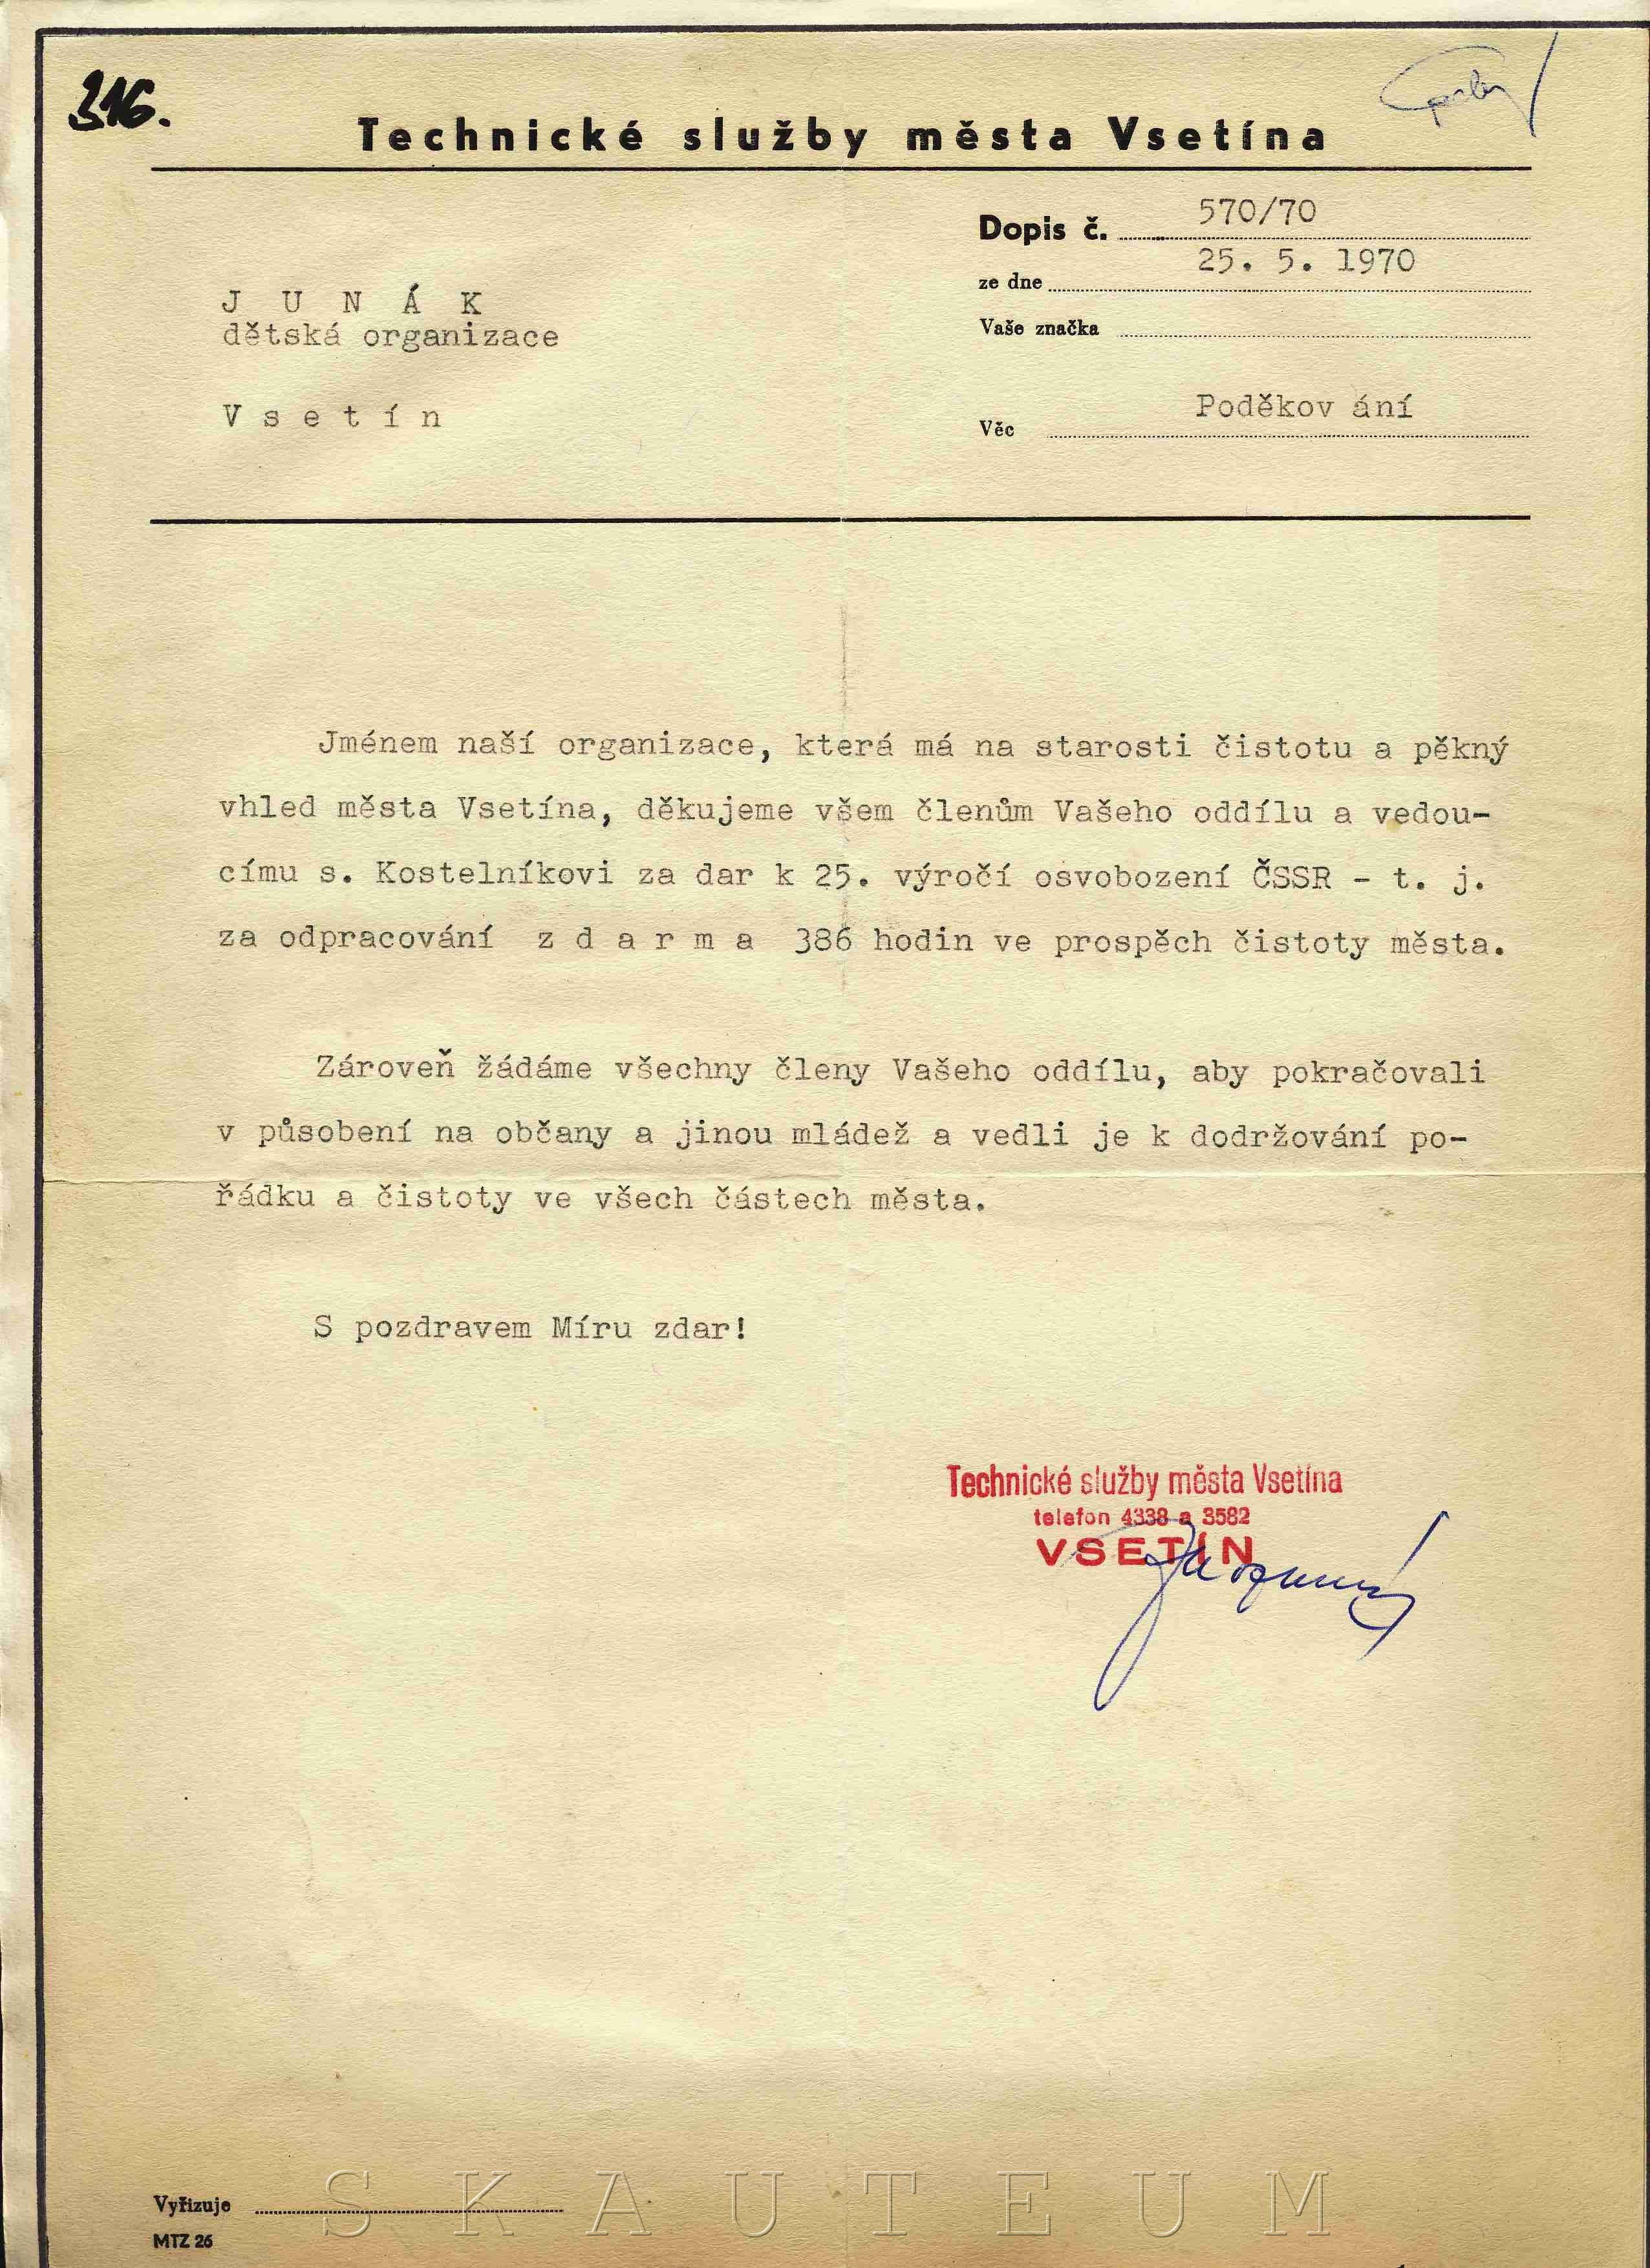 316.
Technické služby města Vsetína
Dopis č. 570/70
ze dne 25. 5. 1970
Vaše značka
J U N Á K
dětská organizace
V s e t í n
Věc Poděkov ání
Jménem naší organizace, která má na starosti čistotu a pěkný
vhled města Vsetína, děkujeme všem členům Vašeho oddílu a vedou-
címu s. Kostelníkovi za dar k 25. výročí osvobození ČSSR - t. j.
za odpracování z d a r m a 386 hodin ve prospěch čistoty města.
Zároveň žádáme všechny členy Vašeho oddílu, aby pokračovali
v působení na občany a jinou mládež a vedli je k dodržování po-
řádku a čistoty ve všech částech města.
S pozdravem Míru zdar!
Technické služby města Vsetína
telefon 4338 a 3582
VSETÍN
Vyřizuje
MTZ 26
SKAUTEUM